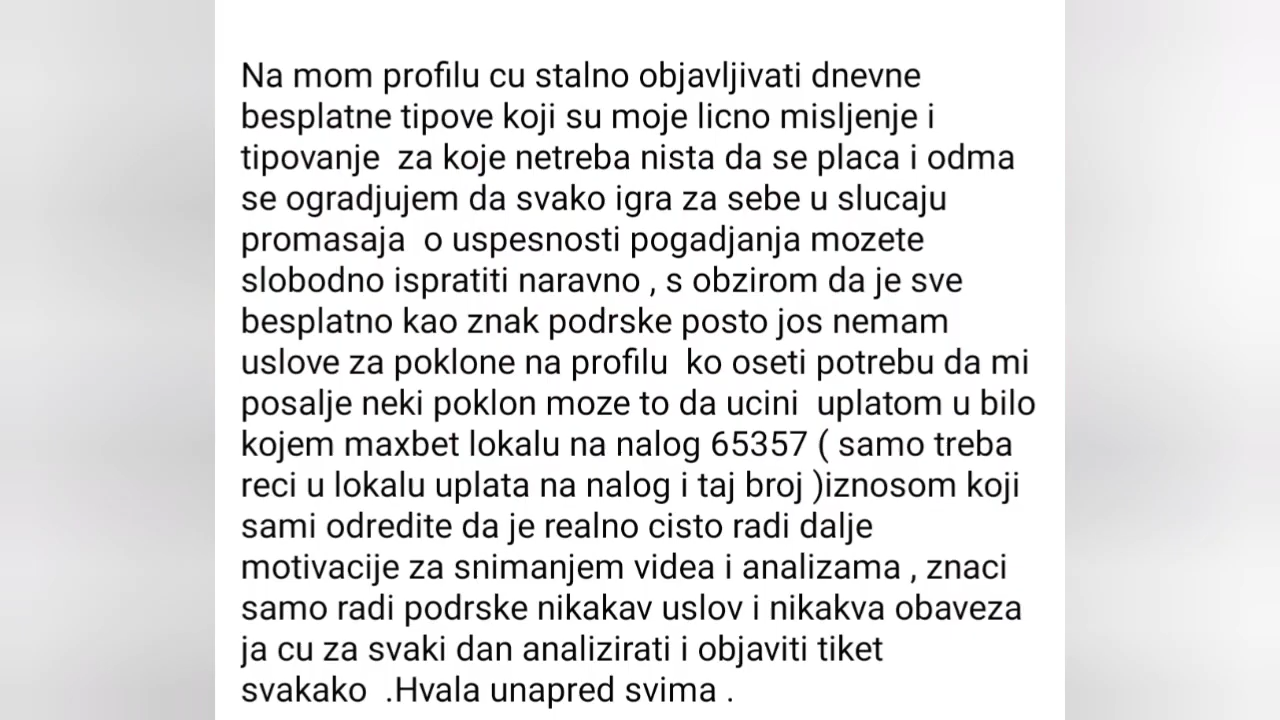 Na mom profilu cu stalno objavljivati dnevne
besplatne tipove koji su moje licno misljenje i
tipovanje  za koje netreba nista da se placa i odma
se ogradjujem da svako igra za sebe u slucaju
promasaja  o uspesnosti pogadjanja mozete
slobodno ispratiti naravno , s obzirom da je sve
besplatno kao znak podrske posto jos nemam
uslove za poklone na profilu  ko oseti potrebu da mi
posalje neki poklon moze to da ucini  uplatom u bilo
kojem maxbet lokalu na nalog 65357 ( samo treba
reci u lokalu uplata na nalog i taj broj )iznosom koji
sami odredite da je realno cisto radi dalje
motivacije za snimanjem videa i analizama , znaci
samo radi podrske nikakav uslov i nikakva obaveza
ja cu za svaki dan analizirati i objaviti tiket
svakako  .Hvala unapred svima .